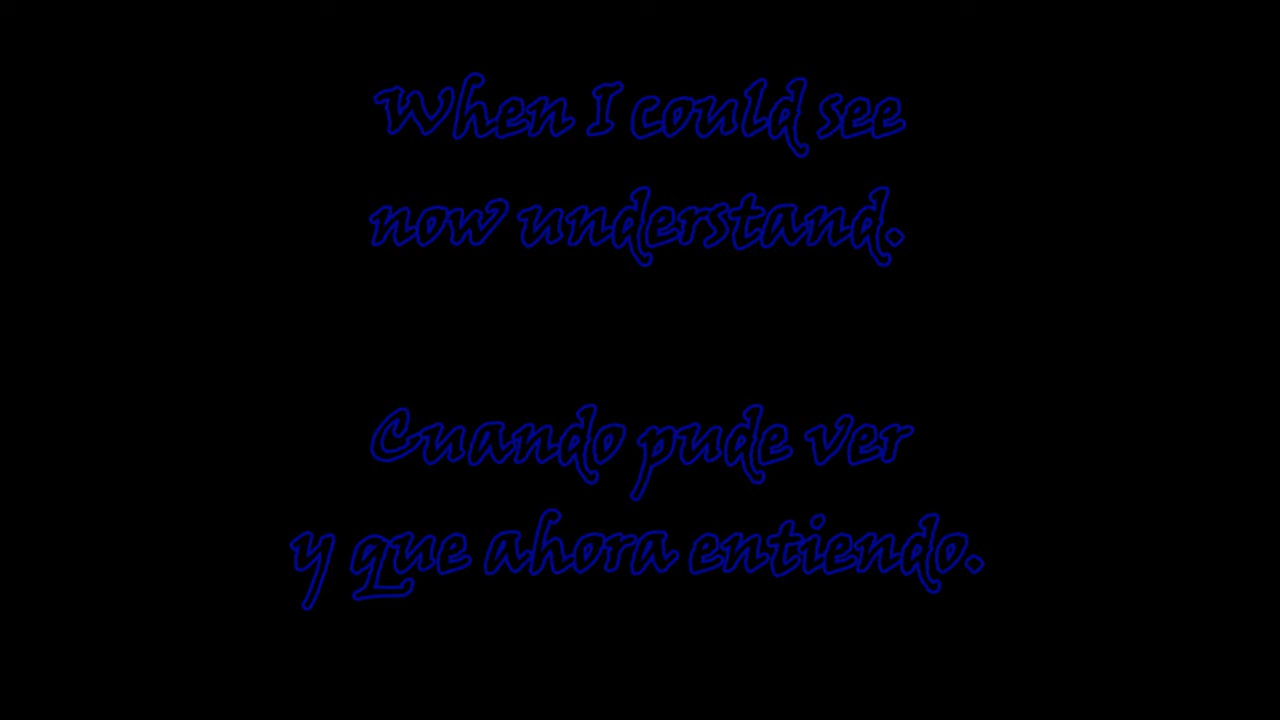 When I could see
now understand.
Cuando pude ver
y que ahora entiendo.